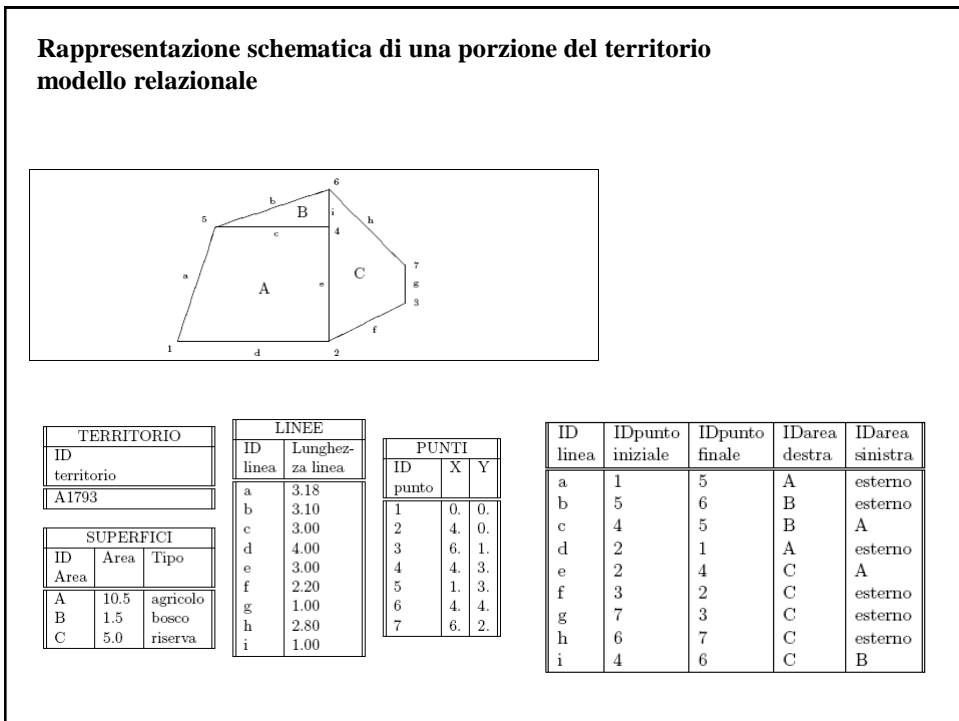 Rappresentazione schematica di una porzione del territorio
modello relazionale
6
b
B
i
h
5
c
4
a
A
e
C
7
g
3
f
1
d
2
TERRITORIO
ID
territorio
A1793
SUPERFICI
ID Area Tipo
Area
A 10.5 agricolo
B 1.5 bosco
C 5.0 riserva
LINEE
ID Lunghez-
linea za linea
a 3.18
b 3.10
c 3.00
d 4.00
e 3.00
f 2.20
g 1.00
h 2.80
i 1.00
PUNTI
ID X Y
punto
1 0. 0.
2 4. 0.
3 6. 1.
4 4. 3.
5 1. 3.
6 4. 4.
7 6. 2.
ID IDpunto IDpunto IDarea IDarea
linea iniziale finale destra sinistra
a 1 5 A esterno
b 5 6 B esterno
c 4 5 B A
d 2 1 A esterno
e 2 4 C A
f 3 2 C esterno
g 7 3 C esterno
h 6 7 C esterno
i 4 6 C B